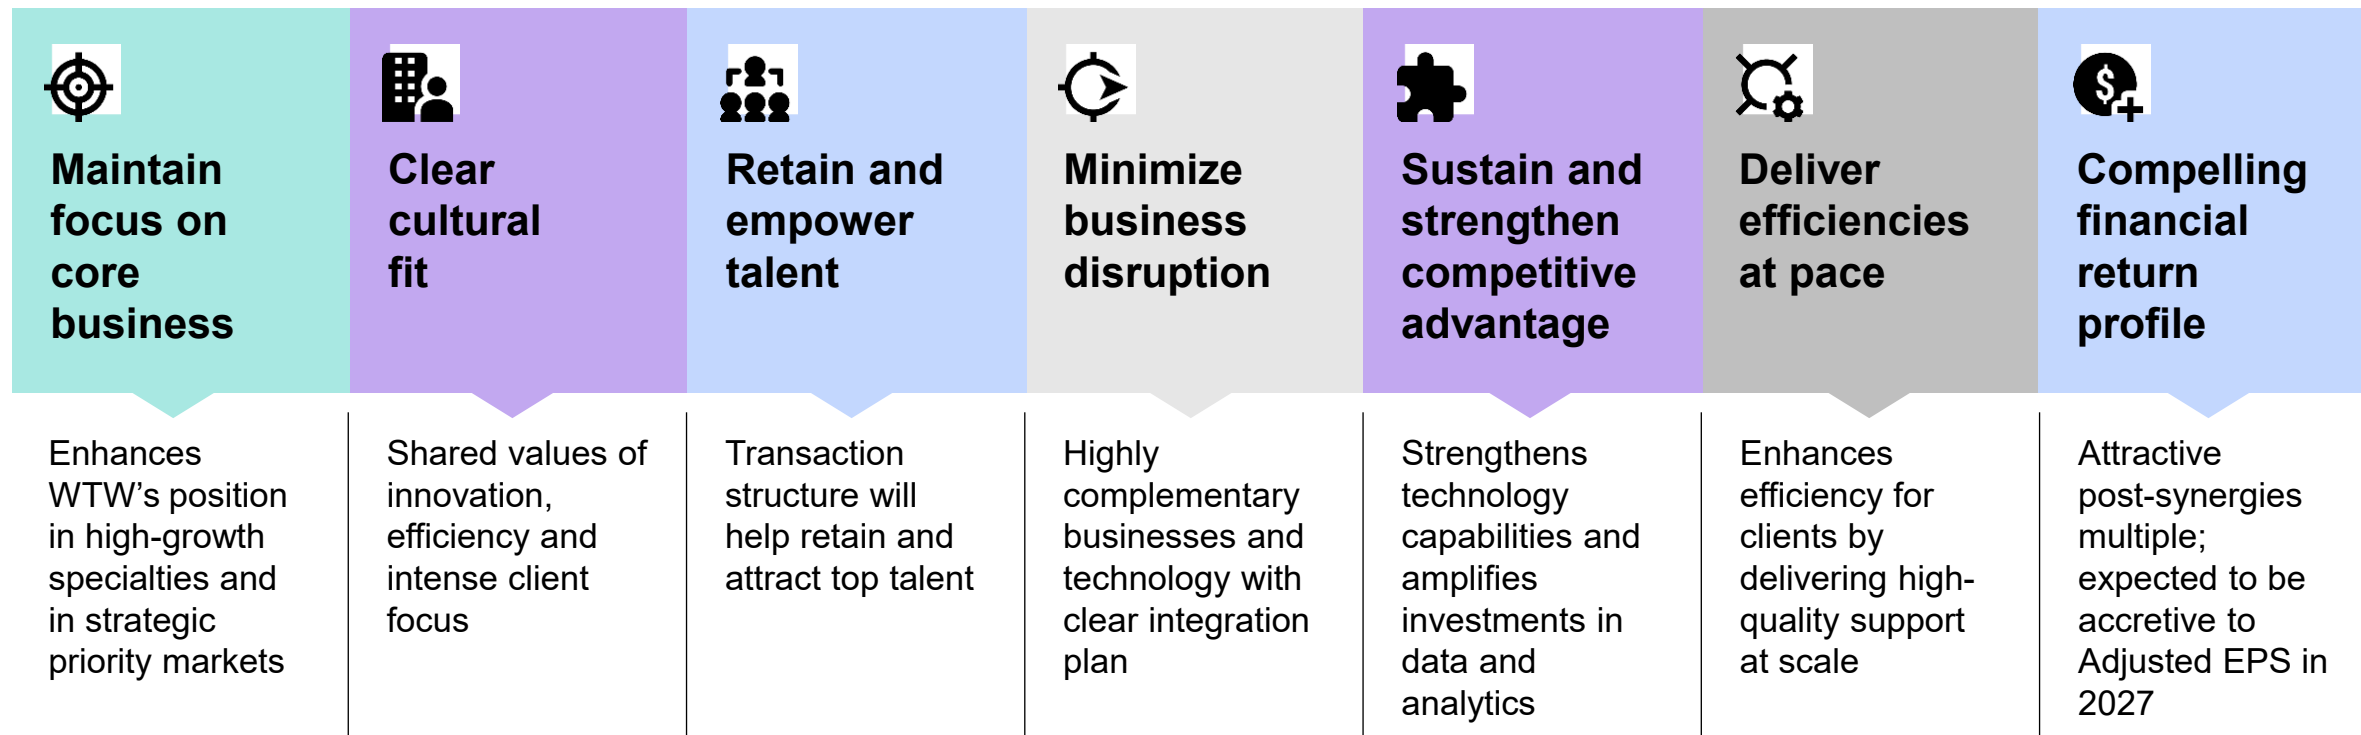 Maintain
focus on
core
business
Enhances
WTW’s position
in high-growth
specialties and
in strategic
priority markets
Clear
cultural
fit
Shared values of
innovation,
efficiency and
intense client
focus
Retain and
empower
talent
Transaction
structure will
help retain and
attract top talent
Minimize
business
disruption
Highly
complementary
businesses and
technology with
clear integration
plan
Sustain and
strengthen
competitive
advantage
Strengthens
technology
capabilities and
amplifies
investments in
data and
analytics
Deliver
efficiencies
at pace
Enhances
efficiency for
clients by
delivering high-
quality support
at scale
$
Compelling
financial
return
profile
Attractive
post-synergies
multiple;
expected to be
accretive to
Adjusted EPS in
2027